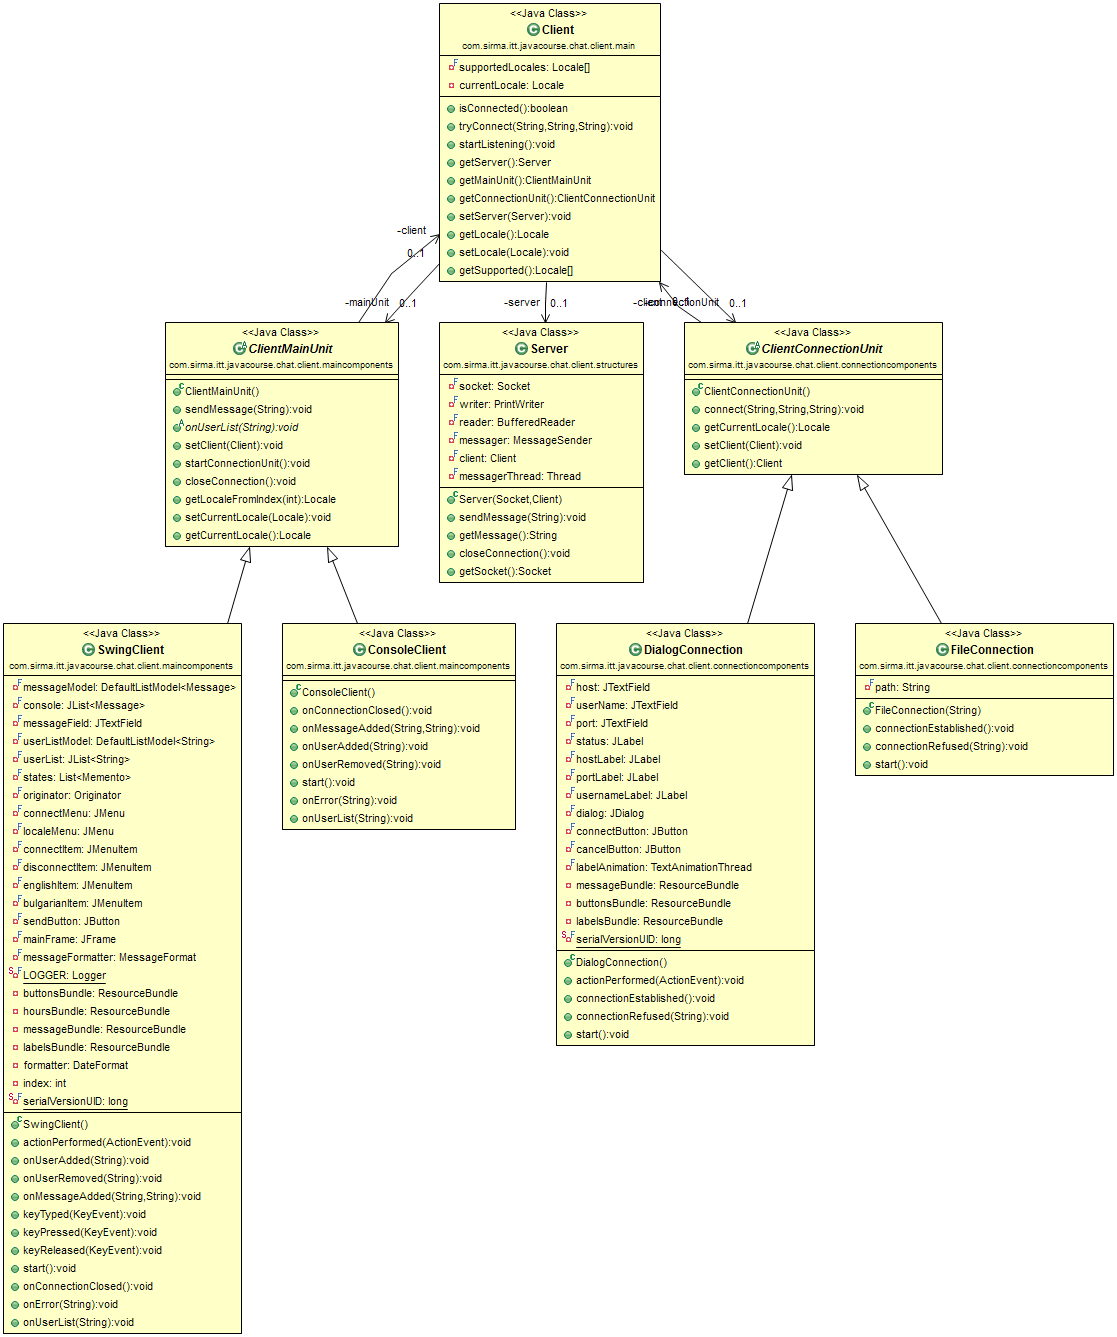 <<Java Class>>
Client
com.sirma.itt.javacourse.chat.client.main
supportedLocales: Locale[]
currentLocale: Locale
isConnected():boolean
tryConnect(String,String,String):void
startListening():void
getServer():Server
getMainUnit():ClientMainUnit
getConnectionUnit():ClientConnectionUnit
setServer(Server):void
getLocale():Locale
setLocale(Locale):void
getSupported():Locale[]
-client
0..1
-mainUnit
0..1
-server
0..1
-client
-connectionUnit
0..1
<<Java Class>>
ClientMainUnit
com.sirma.itt.javacourse.chat.client.maincomponents
ClientMainUnit()
sendMessage(String):void
onUserList(String):void
setClient(Client):void
startConnectionUnit():void
closeConnection():void
getLocaleFromIndex(int):Locale
setCurrentLocale(Locale):void
getCurrentLocale():Locale
<<Java Class>>
Server
com.sirma.itt.javacourse.chat.client.structures
socket: Socket
writer: PrintWriter
reader: BufferedReader
messager: MessageSender
client: Client
messagerThread: Thread
Server(Socket,Client)
sendMessage(String):void
getMessage():String
closeConnection():void
getSocket():Socket
<<Java Class>>
ClientConnectionUnit
com.sirma.itt.javacourse.chat.client.connectioncomponents
ClientConnectionUnit()
connect(String,String,String):void
getCurrentLocale():Locale
setClient(Client):void
getClient():Client
<<Java Class>>
SwingClient
com.sirma.itt.javacourse.chat.client.maincomponents
messageModel: DefaultListModel<Message>
console: JList<Message>
messageField: JTextField
userListModel: DefaultListModel<String>
userList: JList<String>
states: List<Memento>
originator: Originator
connectMenu: JMenu
localeMenu: JMenu
connectItem: JMenuItem
disconnectItem: JMenuItem
englishItem: JMenuItem
bulgarianItem: JMenuItem
sendButton: JButton
mainFrame: JFrame
messageFormatter: MessageFormat
LOGGER: Logger
buttonsBundle: ResourceBundle
hoursBundle: ResourceBundle
messageBundle: ResourceBundle
labelsBundle: ResourceBundle
formatter: DateFormat
index: int
serialVersionUID: long
SwingClient()
actionPerformed(ActionEvent):void
onUserAdded(String):void
onUserRemoved(String):void
onMessageAdded(String,String):void
keyTyped(KeyEvent):void
keyPressed(KeyEvent):void
keyReleased(KeyEvent):void
start():void
onConnectionClosed():void
onError(String):void
onUserList(String):void
<<Java Class>>
ConsoleClient
com.sirma.itt.javacourse.chat.client.maincomponents
ConsoleClient()
onConnectionClosed():void
onMessageAdded(String,String):void
onUserAdded(String):void
onUserRemoved(String):void
start():void
onError(String):void
onUserList(String):void
<<Java Class>>
DialogConnection
com.sirma.itt.javacourse.chat.client.connectioncomponents
host: JTextField
userName: JTextField
port: JTextField
status: JLabel
hostLabel: JLabel
portLabel: JLabel
usernameLabel: JLabel
dialog: JDialog
connectButton: JButton
cancelButton: JButton
labelAnimation: TextAnimationThread
messageBundle: ResourceBundle
buttonsBundle: ResourceBundle
labelsBundle: ResourceBundle
serialVersionUID: long
DialogConnection()
actionPerformed(ActionEvent):void
connectionEstablished():void
connectionRefused(String):void
start():void
<<Java Class>>
FileConnection
com.sirma.itt.javacourse.chat.client.connectioncomponents
path: String
FileConnection(String)
connectionEstablished():void
connectionRefused(String):void
start():void